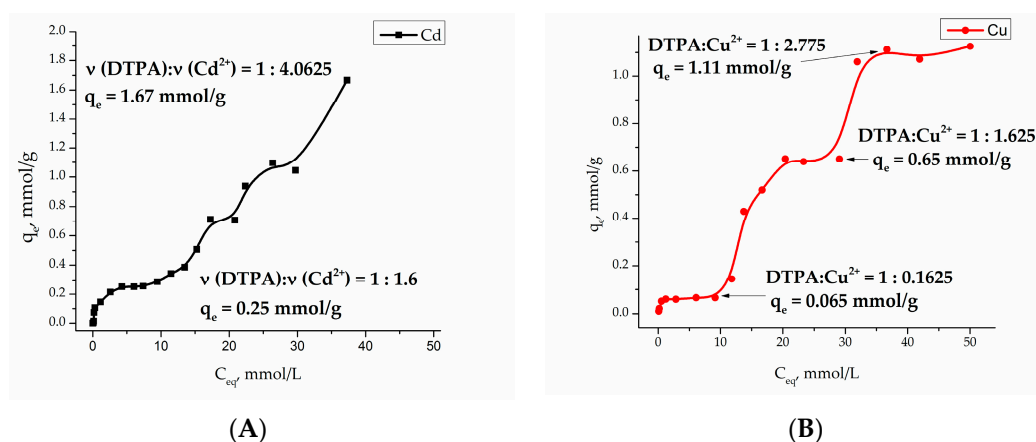 Cd
ν (DTPA):ν (Cd²⁺) = 1 : 4.0625
qₑ = 1.67 mmol/g
ν (DTPA):ν (Cd²⁺) = 1 : 1.6
qₑ = 0.25 mmol/g
2.0
1.8
1.6
1.4
1.2
1.0
0.8
0.6
0.4
0.2
0.0
qₑ, mmol/g
0 10 20 30 40 50
C_eq, mmol/L
(A)
Cu
DTPA:Cu²⁺ = 1 : 2.775
qₑ = 1.11 mmol/g
DTPA:Cu²⁺ = 1 : 1.625
qₑ = 0.65 mmol/g
DTPA:Cu²⁺ = 1 : 0.1625
qₑ = 0.065 mmol/g
1.0
0.8
0.6
0.4
0.2
0.0
qₑ, mmol/g
0 10 20 30 40 50
C_eq, mmol/L
(B)